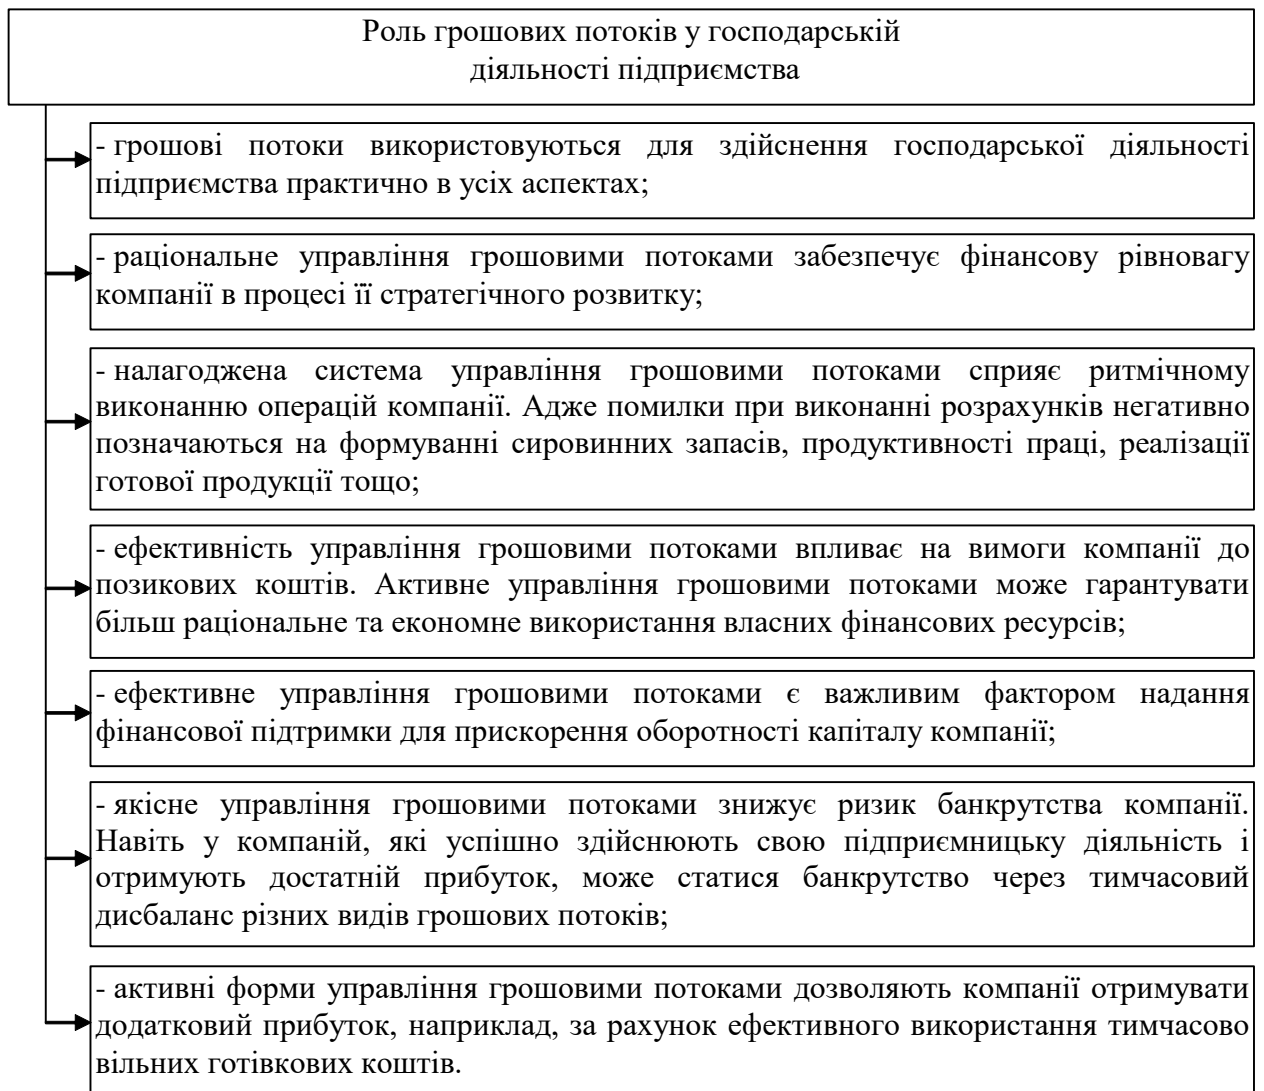 Роль грошових потоків у господарській
діяльності підприємства
- грошові потоки використовуються для здійснення господарської діяльності
підприємства практично в усіх аспектах;
- раціональне управління грошовими потоками забезпечує фінансову рівновагу
компанії в процесі її стратегічного розвитку;
- налагоджена система управління грошовими потоками сприяє ритмічному
виконанню операцій компанії. Адже помилки при виконанні розрахунків негативно
позначаються на формуванні сировинних запасів, продуктивності праці, реалізації
готової продукції тощо;
- ефективність управління грошовими потоками впливає на вимоги компанії до
позикових коштів. Активне управління грошовими потоками може гарантувати
більш раціональне та економне використання власних фінансових ресурсів;
- ефективне управління грошовими потоками є важливим фактором надання
фінансової підтримки для прискорення оборотності капіталу компанії;
- якісне управління грошовими потоками знижує ризик банкрутства компанії.
Навіть у компаній, які успішно здійснюють свою підприємницьку діяльність і
отримують достатній прибуток, може статися банкрутство через тимчасовий
дисбаланс різних видів грошових потоків;
- активні форми управління грошовими потоками дозволяють компанії отримувати
додатковий прибуток, наприклад, за рахунок ефективного використання тимчасово
вільних готівкових коштів.